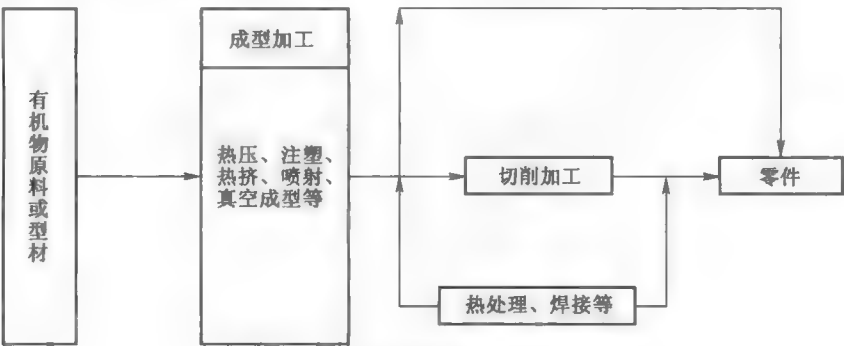 有机物原料或型材
成型加工
热压、注塑、
热挤、喷射、
真空成型等
切削加工
零件
热处理、焊接等